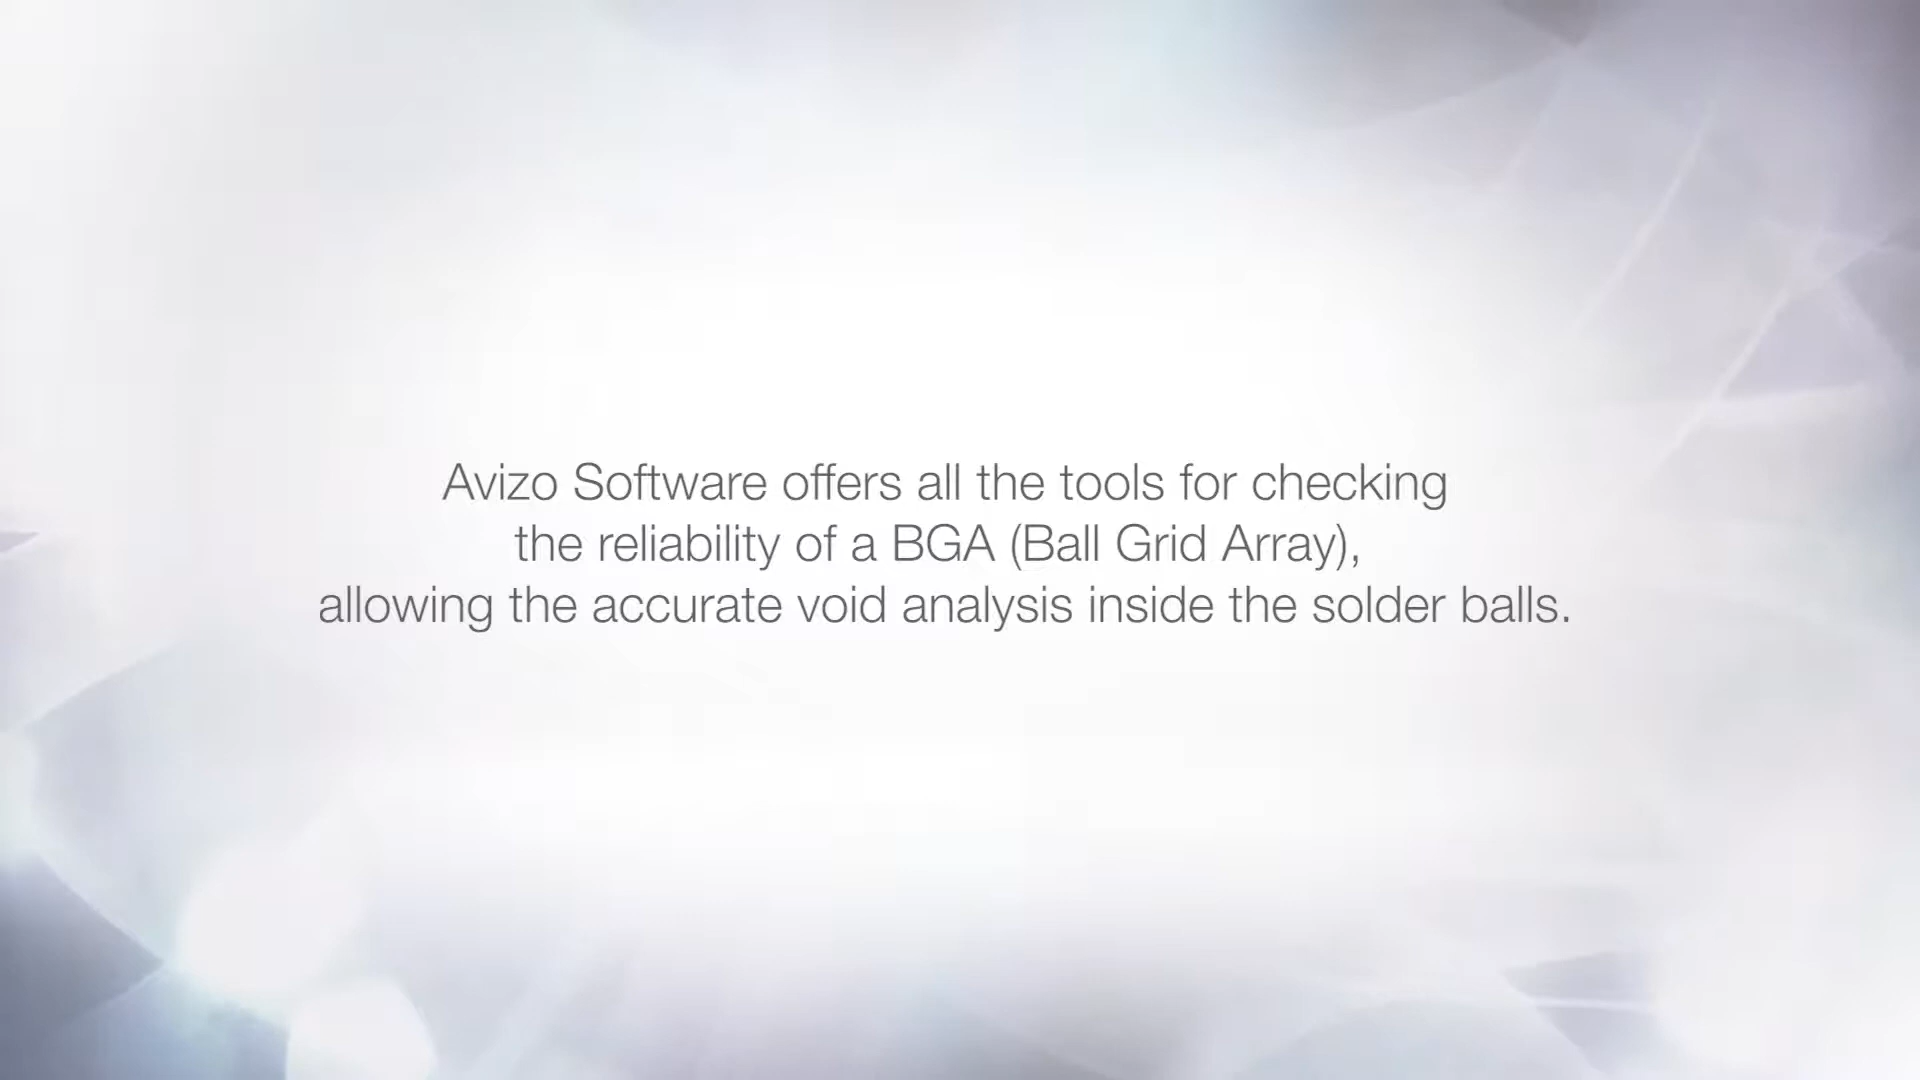 Avizo Software offers all the tools for checking
the reliability of a BGA (Ball Grid Array),
allowing the accurate void analysis inside the solder balls.